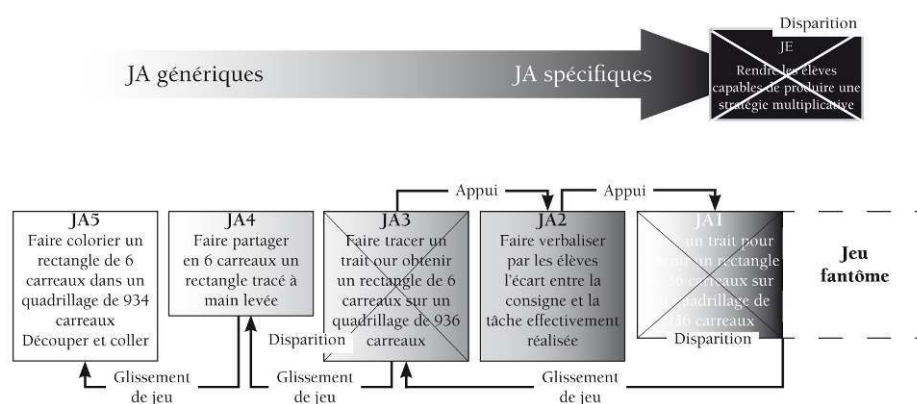 Disparition
JE
Rendre les élèves
capables de produire une
stratégie multiplicative
JA génériques
JA spécifiques
Appui
Appui
JA5
Faire colorier un
rectangle de 6
carreaux dans un
quadrillage de 934
carreaux
Découper et coller
JA4
Faire partager
en 6 carreaux un
rectangle tracé à
main levée
JA3
Faire tracer un
trait our obtenir
un rectangle de 6
carreaux sur un
quadrillage de 936
carreaux
Disparition
JA2
Faire verbaliser
par les élèves
l'écart entre la
consigne et la
tâche effectivement
réalisée
JA1
un trait pour
un rectangle
carreaux sur
quadrillage de
carreaux
Disparition
Jeu
fantôme
Glissement
de jeu
Glissement
de jeu
Glissement
de jeu